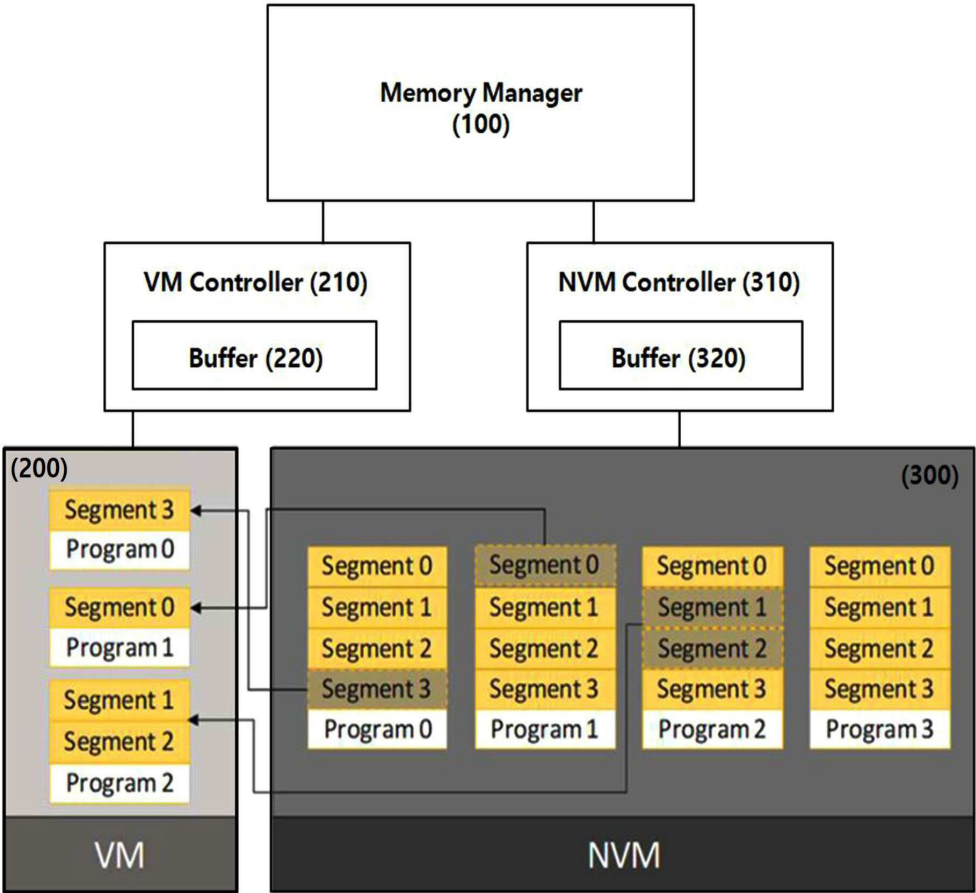 Memory Manager
(100)
VM Controller (210)
Buffer (220)
NVM Controller (310)
Buffer (320)
(200)
Segment 3
Program 0
Segment 0
Program 1
Segment 1
Segment 2
Program 2
VM
(300)
Segment 0
Segment 1
Segment 2
Segment 3
Program 0
Segment 0
Segment 1
Segment 2
Segment 3
Program 1
Segment 0
Segment 1
Segment 2
Segment 3
Program 2
Segment 0
Segment 1
Segment 2
Segment 3
Program 3
NVM